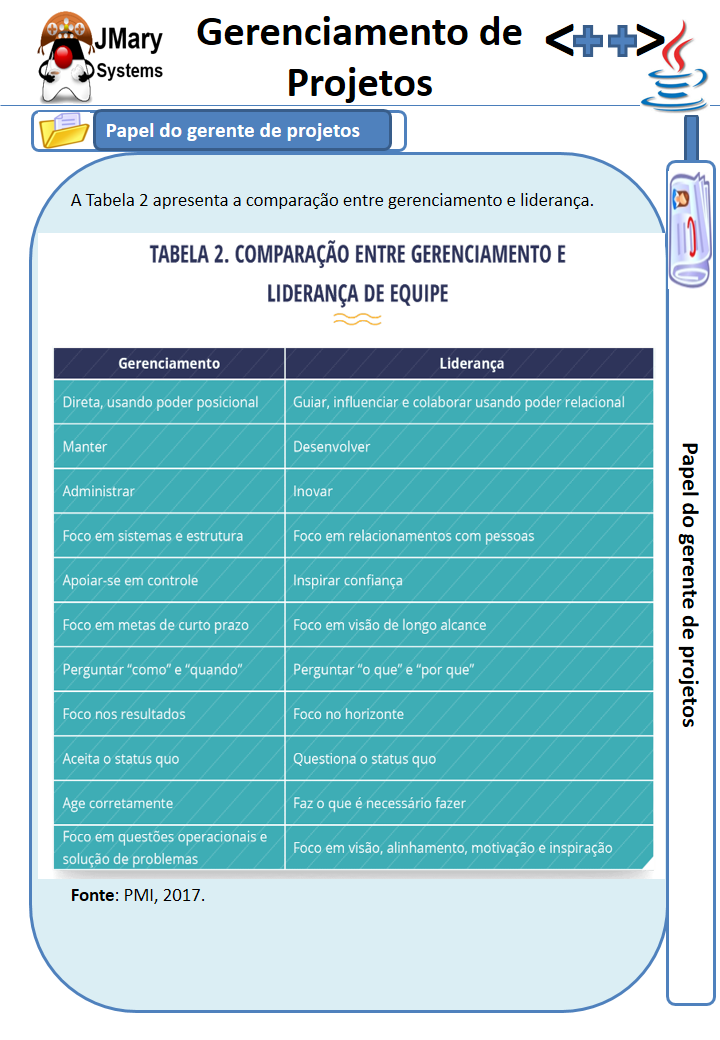 JMary
Systems
Gerenciamento de
Projetos
<++>
Papel do gerente de projetos
A Tabela 2 apresenta a comparação entre gerenciamento e liderança.
TABELA 2. COMPARAÇÃO ENTRE GERENCIAMENTO E
LIDERANÇA DE EQUIPE
Gerenciamento Liderança
Direta, usando poder posicional Guiar, influenciar e colaborar usando poder relacional
Manter Desenvolver
Administrar Inovar
Foco em sistemas e estrutura Foco em relacionamentos com pessoas
Apoiar-se em controle Inspirar confiança
Foco em metas de curto prazo Foco em visão de longo alcance
Perguntar “como” e “quando” Perguntar “o que” e “por que”
Foco nos resultados Foco no horizonte
Aceita o status quo Questiona o status quo
Age corretamente Faz o que é necessário fazer
Foco em questões operacionais e
solução de problemas Foco em visão, alinhamento, motivação e inspiração
Fonte: PMI, 2017.
Papel do gerente de projetos